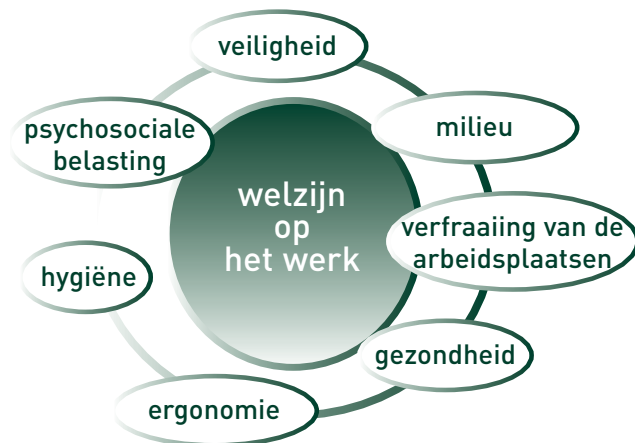 veiligheid
psychosociale
belasting
milieu
welzijn
op
het werk
verfraaiing van de
arbeidsplaatsen
hygiëne
gezondheid
ergonomie